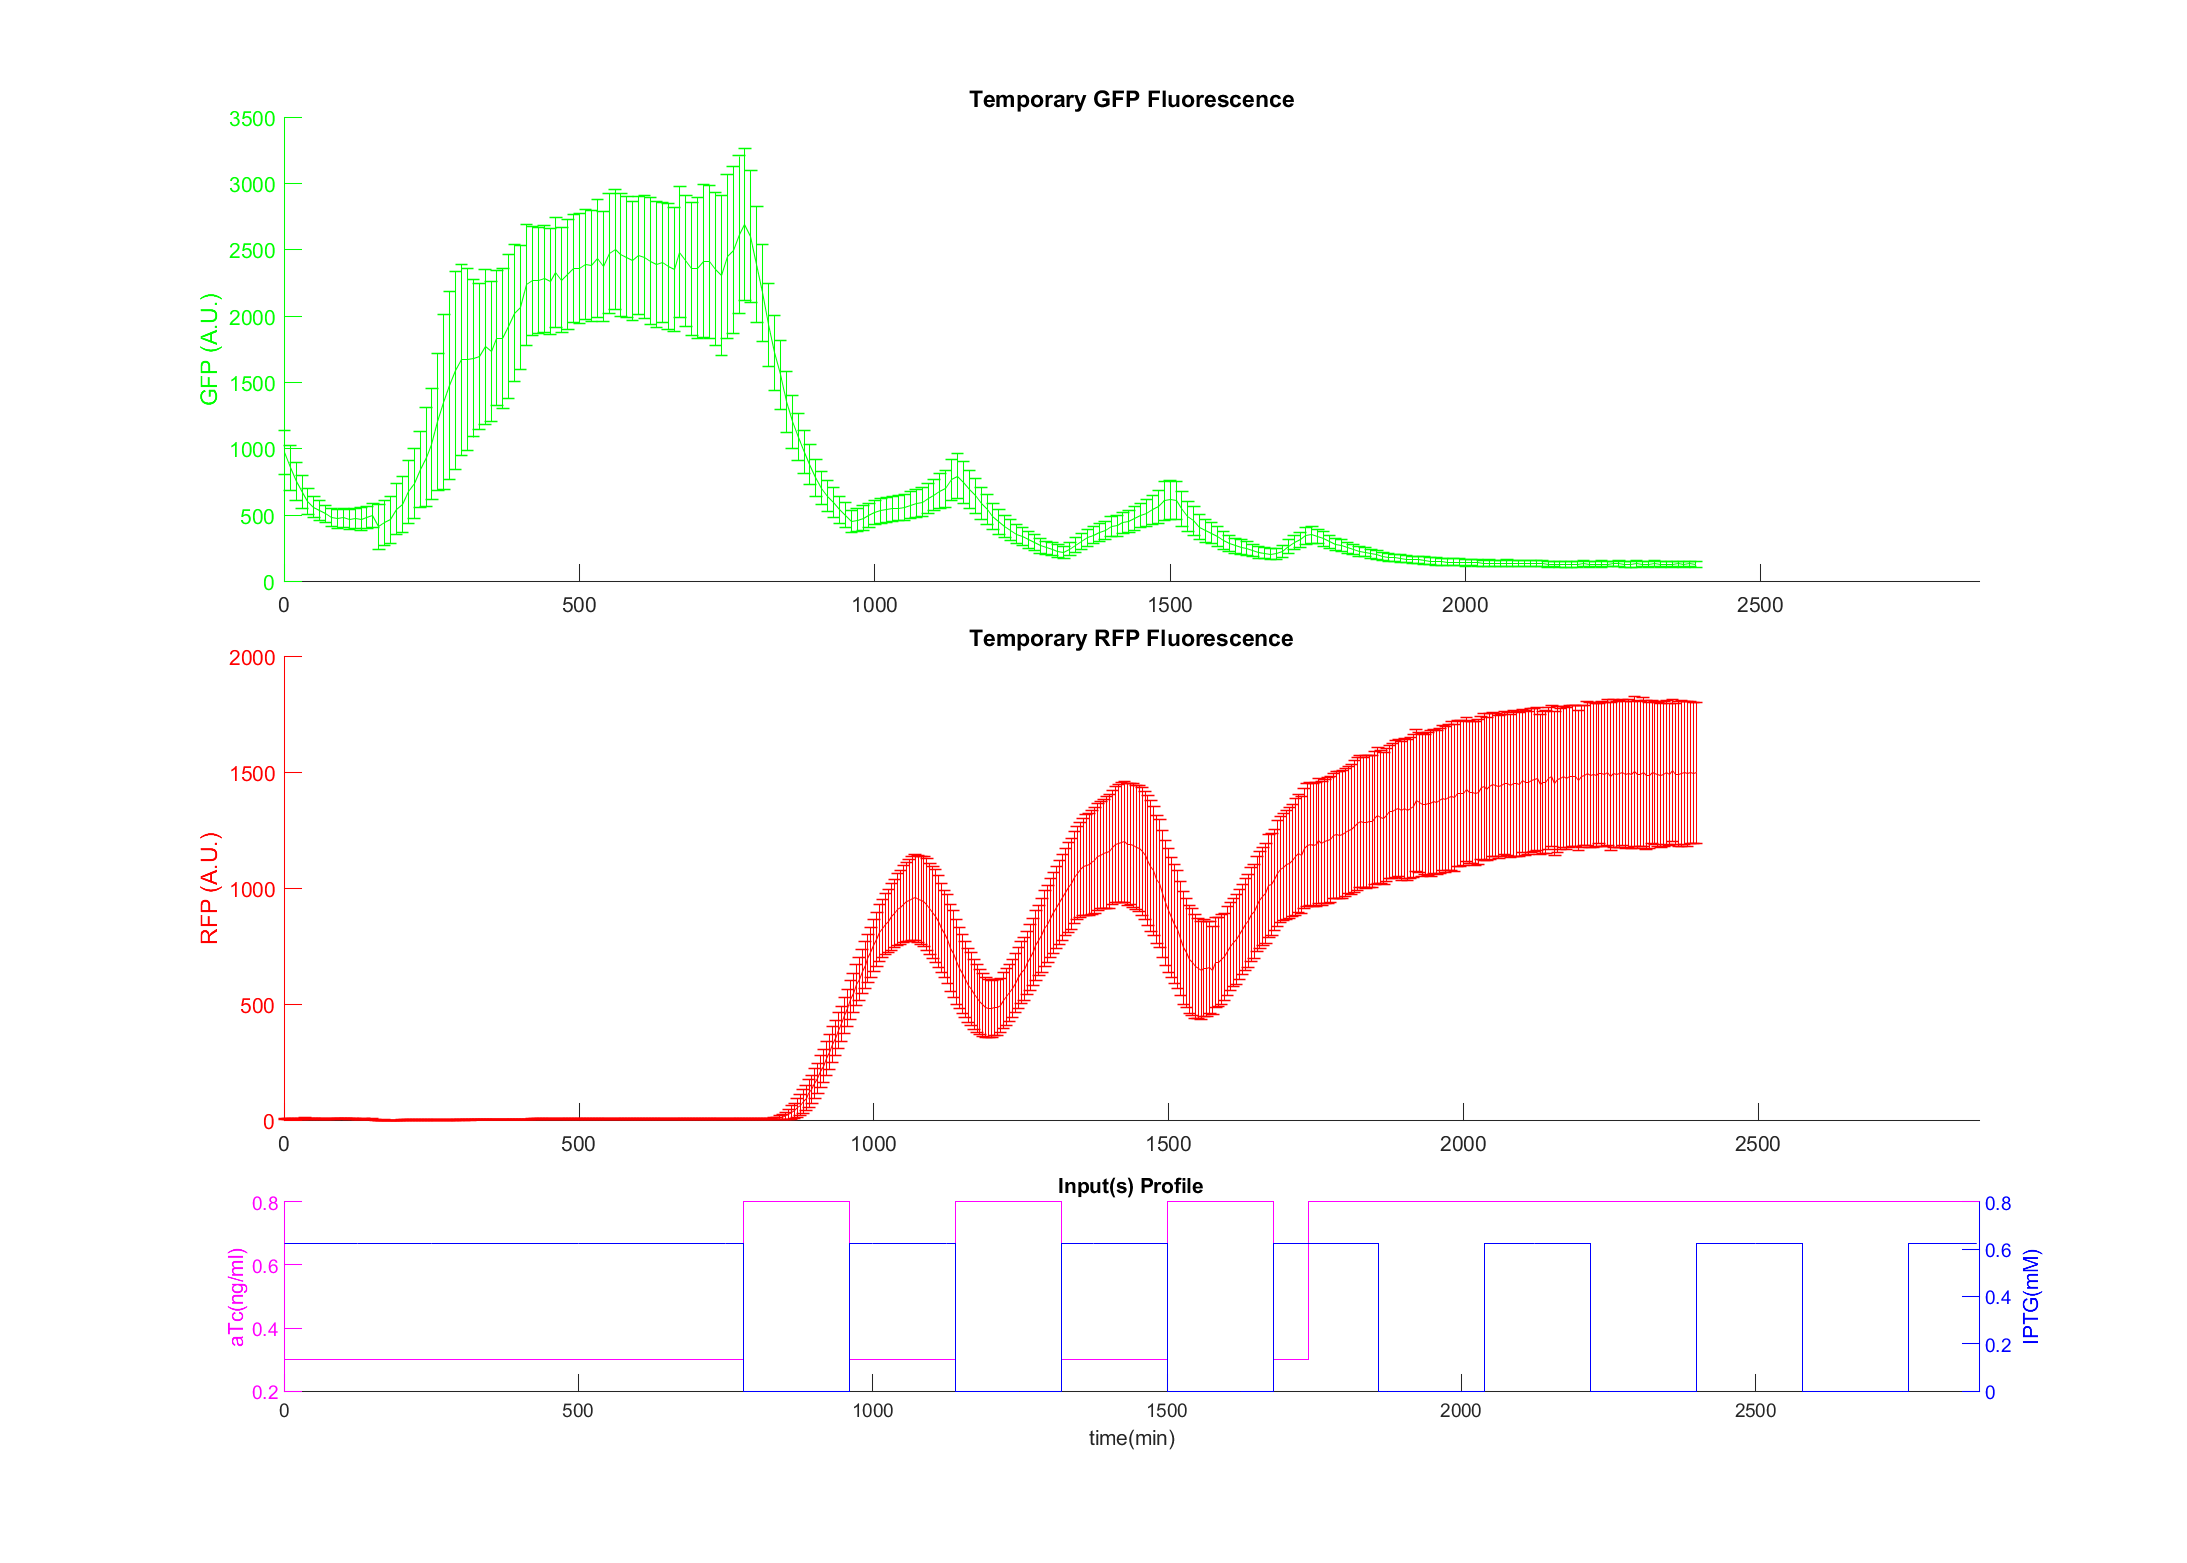 Temporary GFP Fluorescence
3500
3000
2500
2000
1500
1000
500
0
GFP (A.U.)
0 500 1000 1500 2000 2500
Temporary RFP Fluorescence
2000
1500
1000
500
0
RFP (A.U.)
0 500 1000 1500 2000 2500
Input(s) Profile
0.8
0.6
0.4
0.2
aTc(ng/ml)
0.8
0.6
0.4
0.2
0
IPTG(mM)
0 500 1000 1500 2000 2500
time(min)